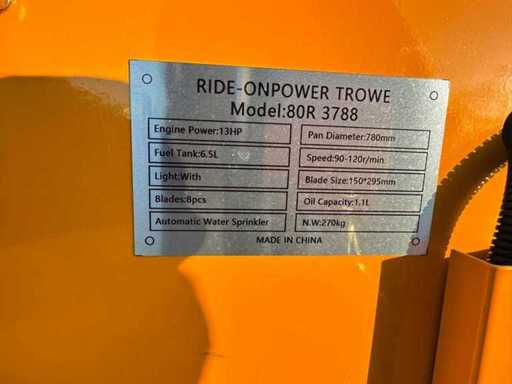 RIDE-ONPOWER TROWE
Model:80R 3788
Engine Power:13HP
Pan Diameter:780mm
Fuel Tank:6.5L
Speed:90-120r/min
Light:With
Blade Size:150*295mm
Blades:8pcs
Oil Capacity:1.1L
Automatic Water Sprinkler
N.W:270kg
MADE IN CHINA